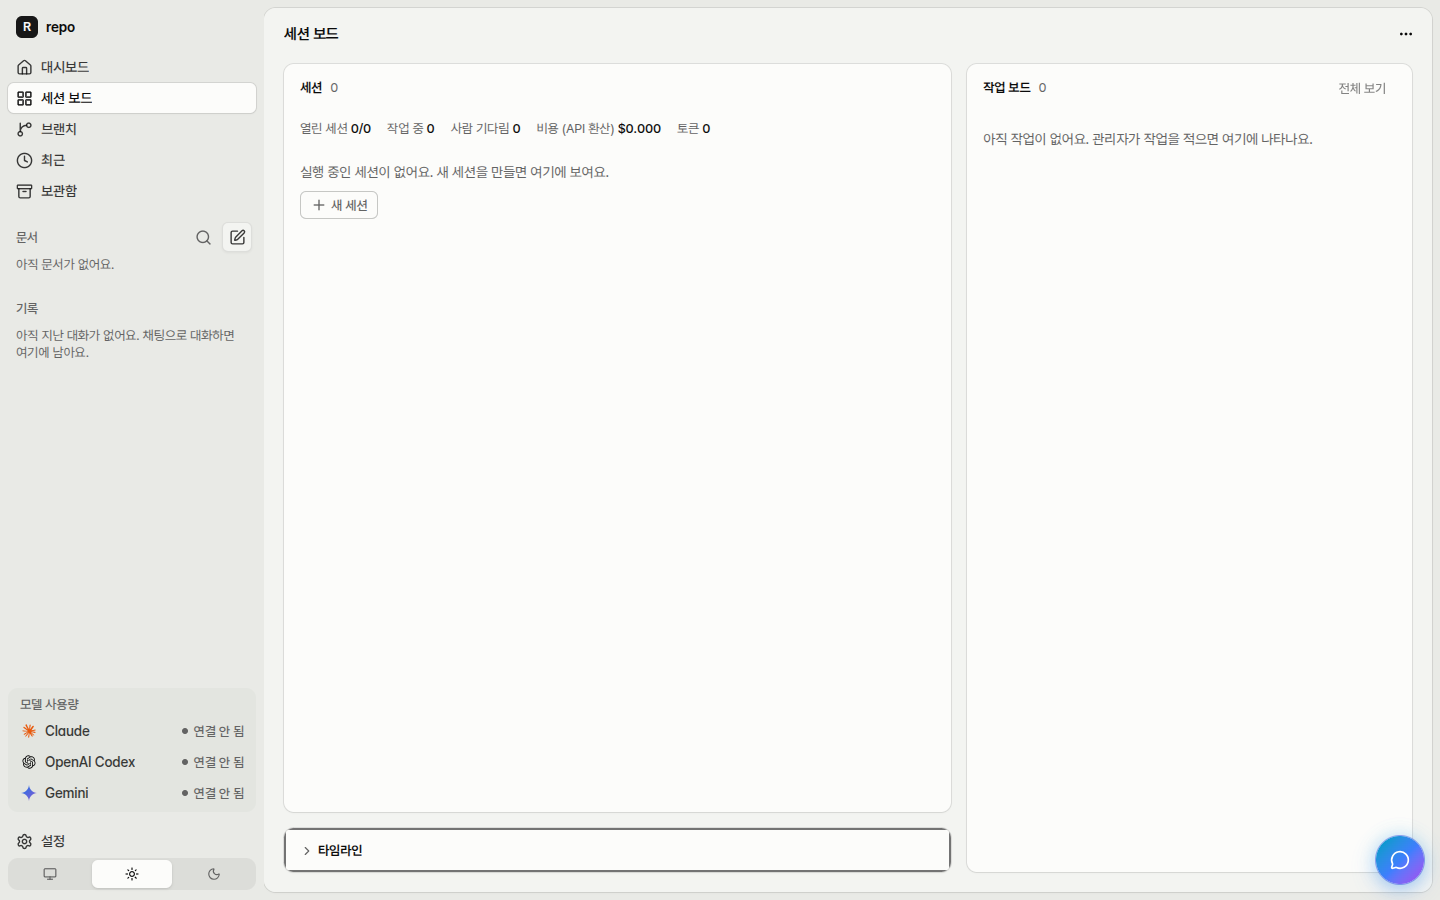 R repo
대시보드
세션 보드
브랜치
최근
보관함
문서
아직 문서가 없어요.
기록
아직 지난 대화가 없어요. 채팅으로 대화하면
여기에 남아요.
모델 사용량
Claude 연결 안 됨
OpenAI Codex 연결 안 됨
Gemini 연결 안 됨
설정
세션 보드
세션 0
열린 세션 0/0 작업 중 0 사람 기다림 0 비용 (API 환산) $0.000 토큰 0
실행 중인 세션이 없어요. 새 세션을 만들면 여기에 보여요.
새 세션
타임라인
작업 보드 0 전체 보기
아직 작업이 없어요. 관리자가 작업을 적으면 여기에 나타나요.